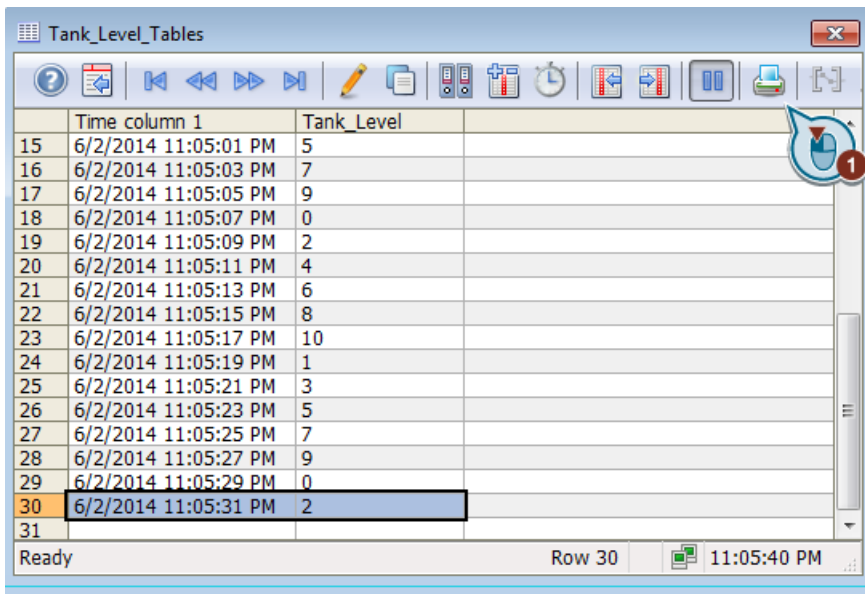 Tank_Level_Tables
Time column 1 Tank_Level
15 6/2/2014 11:05:01 PM 5
16 6/2/2014 11:05:03 PM 7
17 6/2/2014 11:05:05 PM 9
18 6/2/2014 11:05:07 PM 0
19 6/2/2014 11:05:09 PM 2
20 6/2/2014 11:05:11 PM 4
21 6/2/2014 11:05:13 PM 6
22 6/2/2014 11:05:15 PM 8
23 6/2/2014 11:05:17 PM 10
24 6/2/2014 11:05:19 PM 1
25 6/2/2014 11:05:21 PM 3
26 6/2/2014 11:05:23 PM 5
27 6/2/2014 11:05:25 PM 7
28 6/2/2014 11:05:27 PM 9
29 6/2/2014 11:05:29 PM 0
30 6/2/2014 11:05:31 PM 2
31
Ready Row 30 11:05:40 PM
1